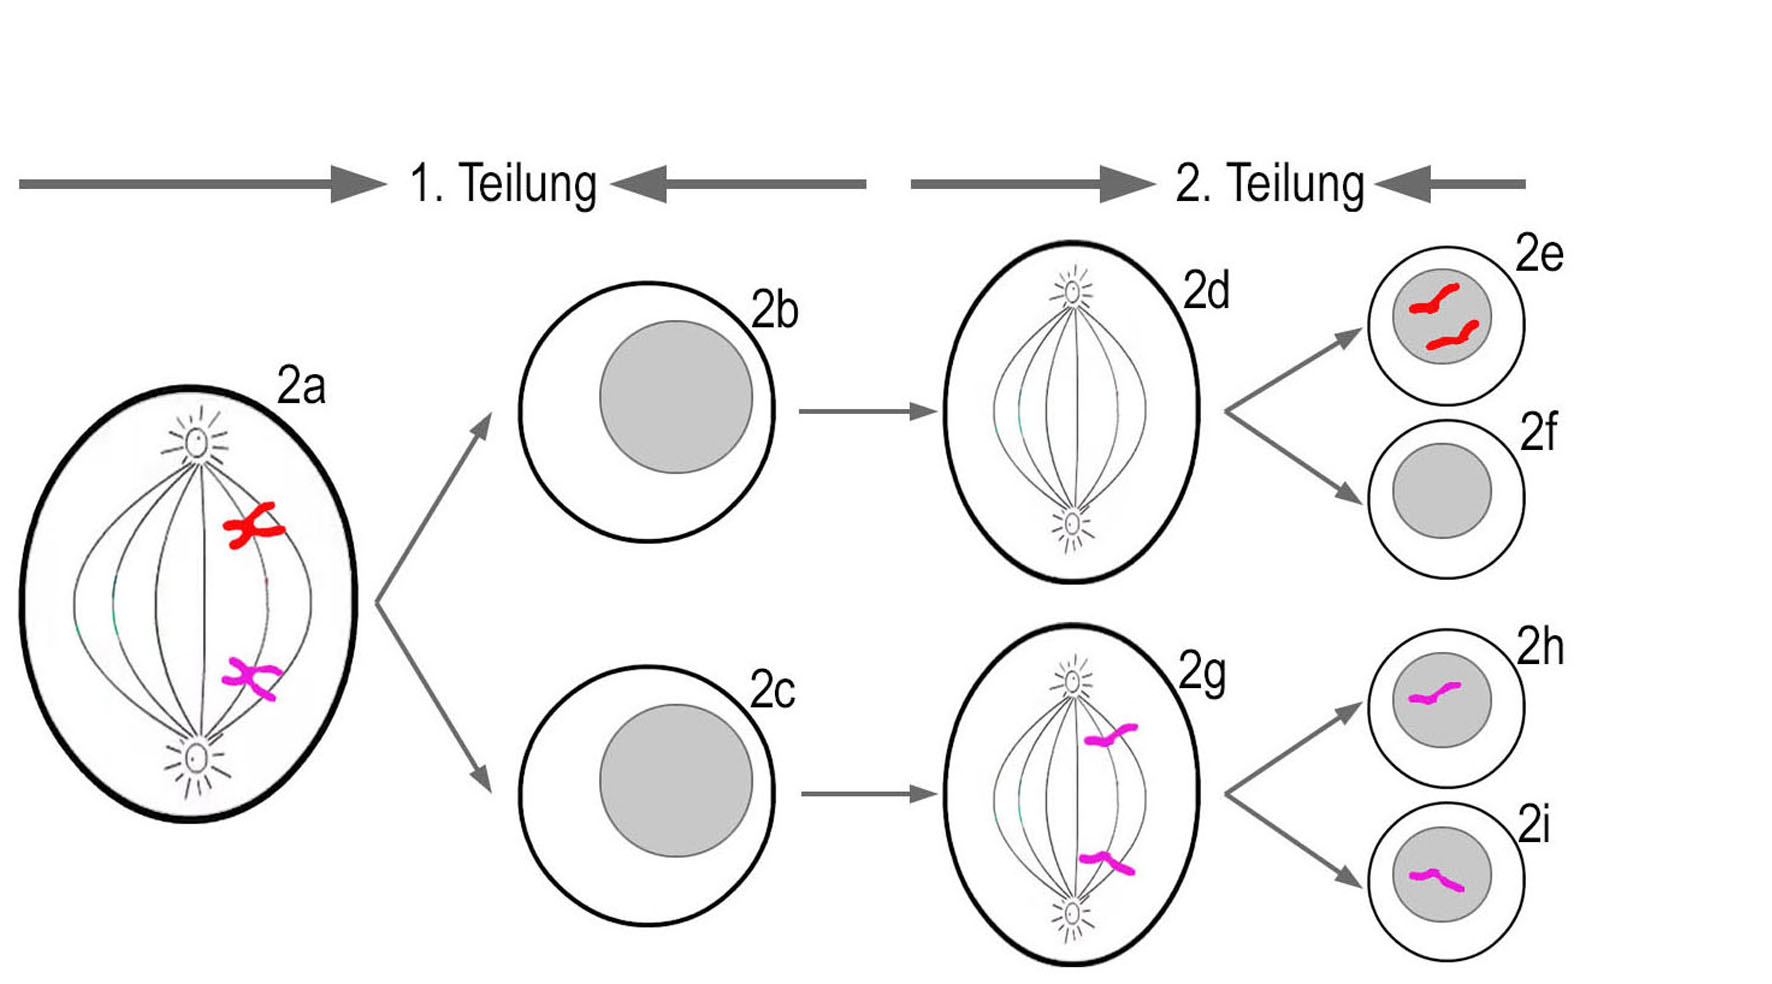 1. Teilung
2. Teilung
2a
2b
2c
2d
2e
2f
2g
2h
2i